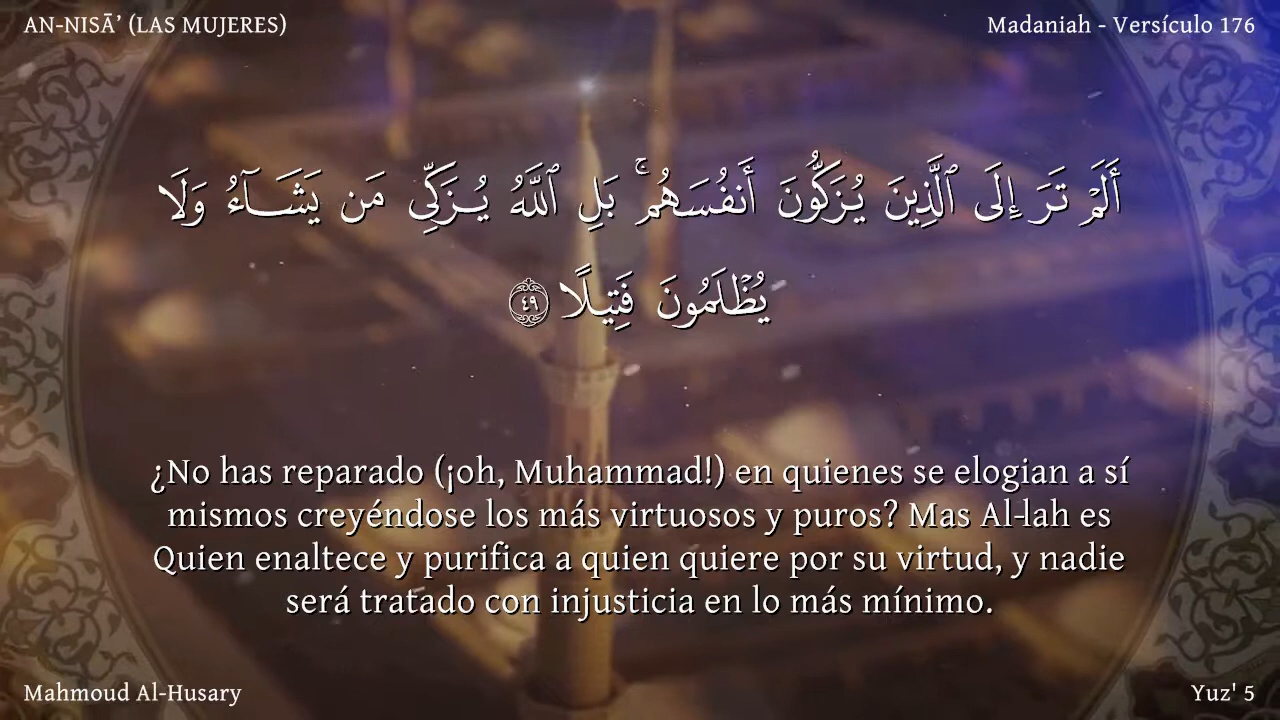 AN-NISĀ’ (LAS MUJERES)
Madaniah - Versículo 176
أَلَمْ تَرَ إِلَى ٱلَّذِينَ يُزَكُّونَ أَنفُسَهُم ۚ بَلِ ٱللَّهُ يُزَكِّى مَن يَشَآءُ وَلَا
يُظْلَمُونَ فَتِيلًا ٤٩
¿No has reparado (¡oh, Muhammad!) en quienes se elogian a sí
mismos creyéndose los más virtuosos y puros? Mas Al-lah es
Quien enaltece y purifica a quien quiere por su virtud, y nadie
será tratado con injusticia en lo más mínimo.
Mahmoud Al-Husary
Yuz' 5